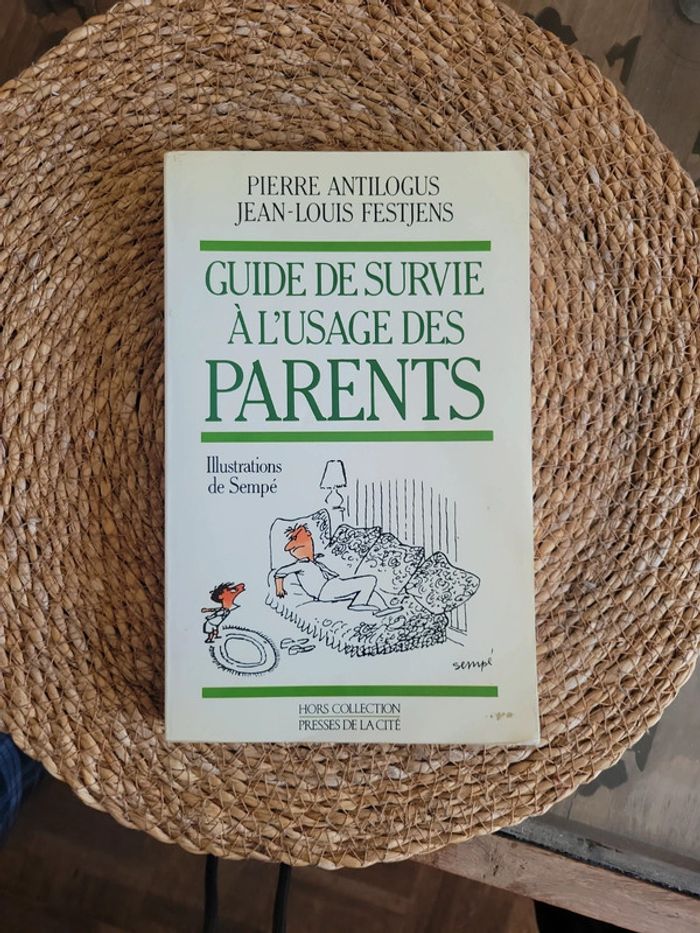 PIERRE ANTILOGUS
JEAN-LOUIS FESTJENS
GUIDE DE SURVIE
À L'USAGE DES
PARENTS
Illustrations
de Sempé
sempé
HORS COLLECTION
PRESSES DE LA CITÉ